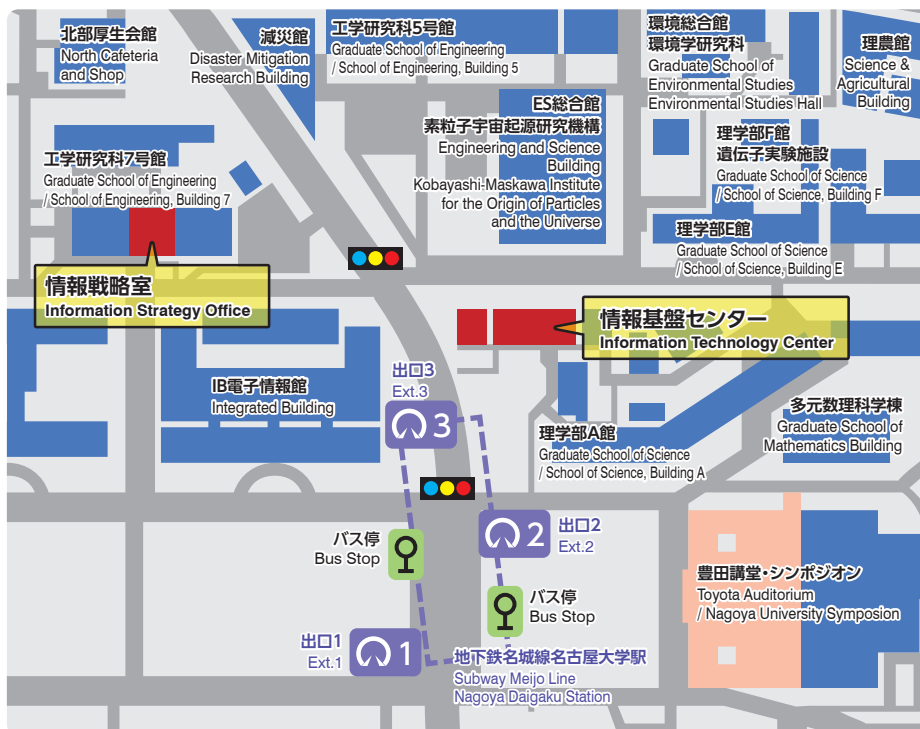 北部厚生会館
North Cafeteria
and Shop
減災館
Disaster Mitigation
Research Building
工学研究科5号館
Graduate School of Engineering
/ School of Engineering, Building 5
環境総合館
環境学研究科
Graduate School of
Environmental Studies
Environmental Studies Hall
理農館
Science &
Agricultural
Building
ES総合館
素粒子宇宙起源研究機構
Engineering and Science
Building
Kobayashi-Maskawa Institute
for the Origin of Particles
and the Universe
理学部F館
遺伝子実験施設
Graduate School of Science
/ School of Science, Building F
工学研究科7号館
Graduate School of Engineering
/ School of Engineering, Building 7
理学部E館
Graduate School of Science
/ School of Science, Building E
情報戦略室
Information Strategy Office
情報基盤センター
Information Technology Center
IB電子情報館
Integrated Building
出口3
Ext.3
3
理学部A館
Graduate School of Science
/ School of Science, Building A
多元数理科学棟
Graduate School of
Mathematics Building
バス停
Bus Stop
2
出口2
Ext.2
豊田講堂・シンポジオン
Toyota Auditorium
/ Nagoya University Symposion
バス停
Bus Stop
出口1
Ext.1
1
地下鉄名城線名古屋大学駅
Subway Meijo Line
Nagoya Daigaku Station